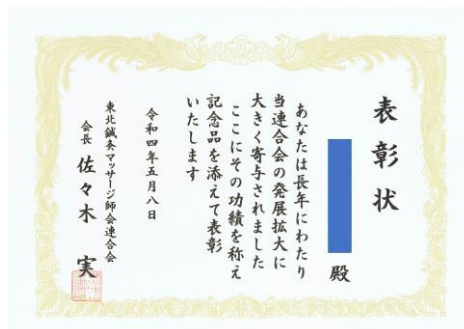 表彰状
殿
あなたは長年にわたり
当連合会の発展拡大に
大きく寄与されました
ここにその功績を称え
記念品を添えて表彰
いたします
令和四年五月八日
東北鍼灸マッサージ師会連合会
会長 佐々木 実